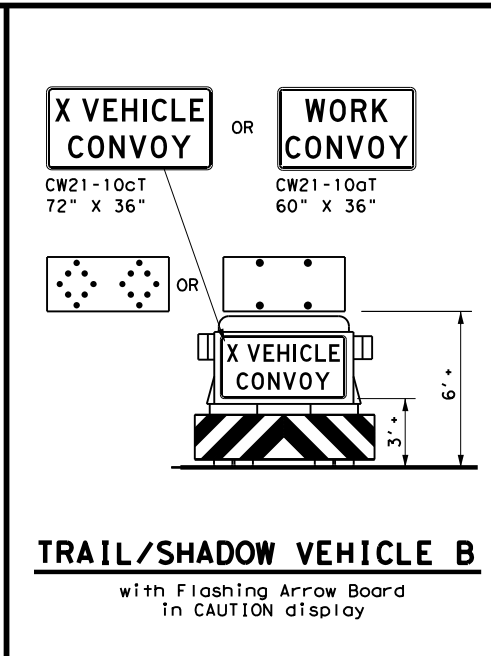 X VEHICLE
CONVOY
OR
WORK
CONVOY
CW21-10cT
72" X 36"
CW21-10aT
60" X 36"
OR
X VEHICLE
CONVOY
6'+
3'+
TRAIL/SHADOW VEHICLE B
with Flashing Arrow Board
in CAUTION display